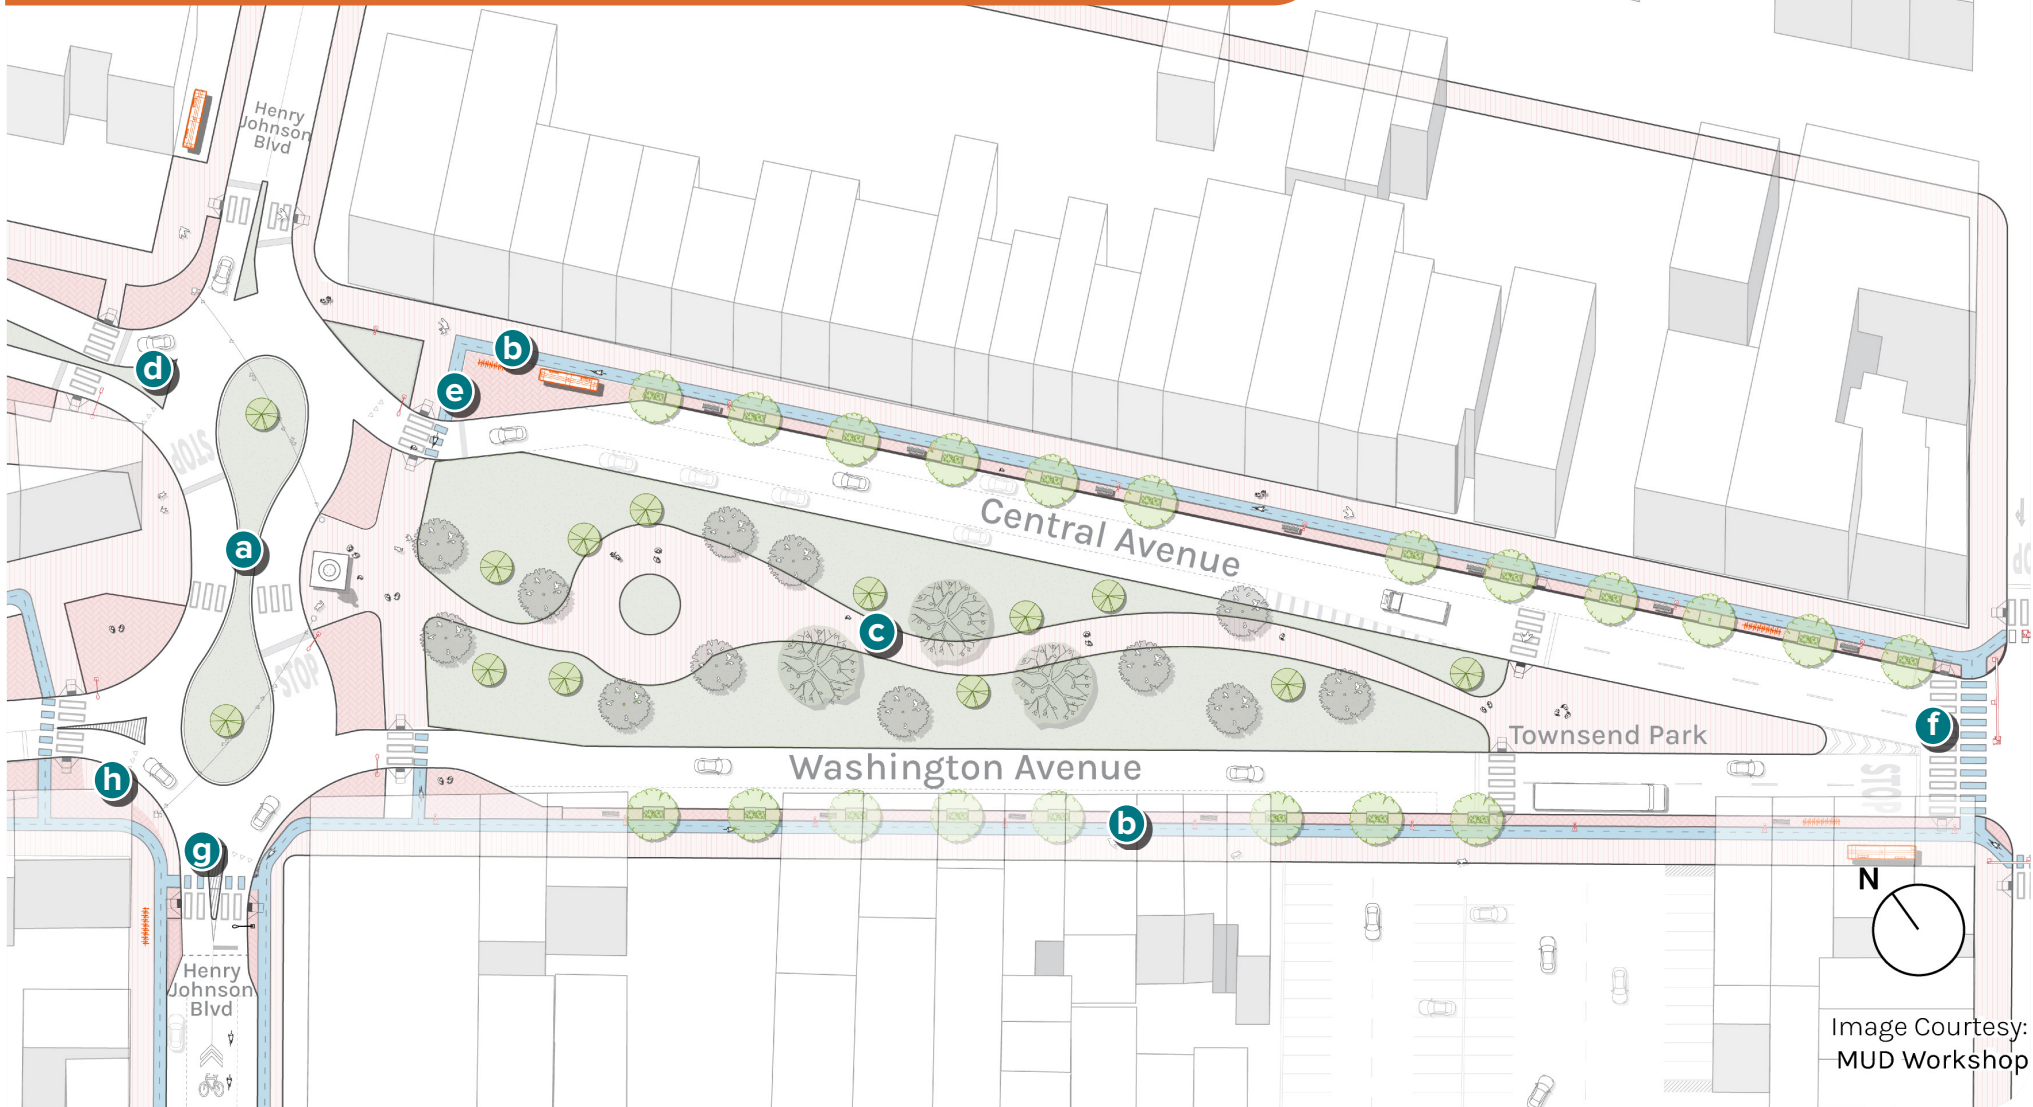 Henry
Johnson
Blvd
b
d
e
STOP
Central Avenue
a
STOP
c
STOP
Townsend Park
f
Washington Avenue
STOP
h
b
g
N
Henry
Johnson
Blvd
Image Courtesy:
MUD Workshop